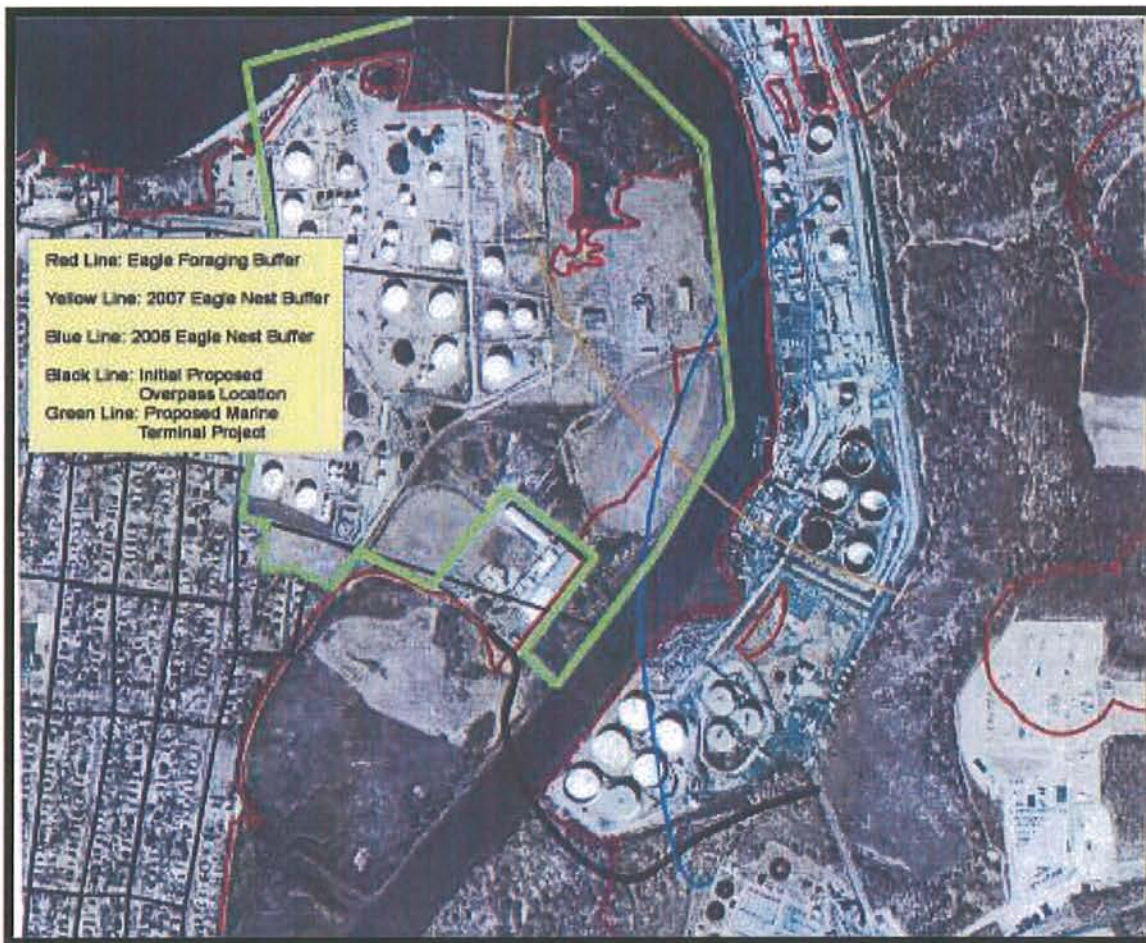 Red Line: Eagle Foraging Buffer
Yellow Line: 2007 Eagle Nest Buffer
Blue Line: 2006 Eagle Nest Buffer
Black Line: Initial Proposed
Overpass Location
Green Line: Proposed Marine
Terminal Project